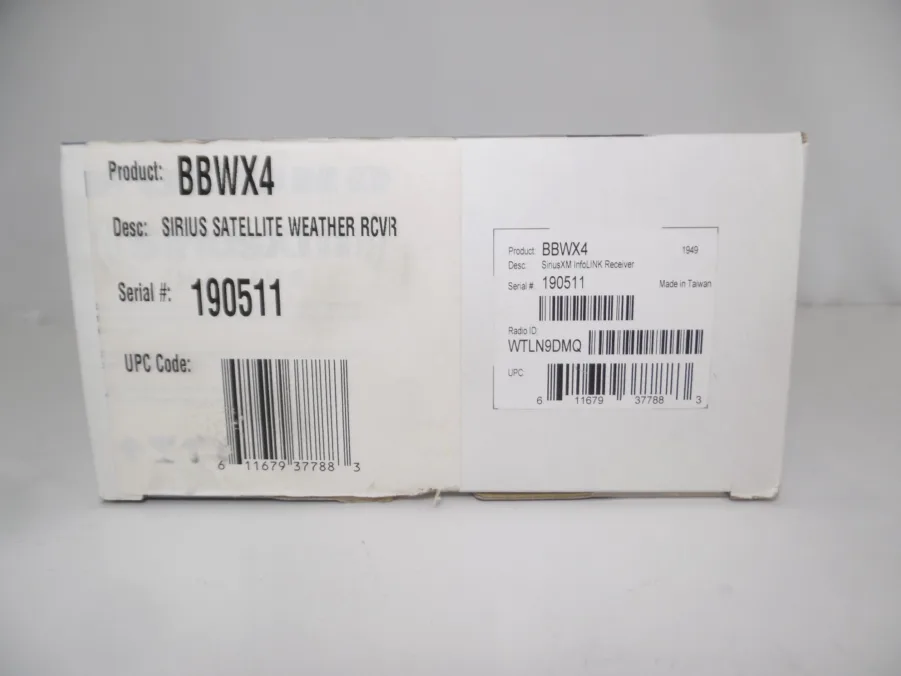 Product: BBWX4
Desc: SIRIUS SATELLITE WEATHER RCVR
Serial #: 190511
UPC Code:
6 11679 37788 3
Product: BBWX4 1949
Desc. SiriusXM InfoLINK Receiver
Serial # 190511 Made in Taiwan
Radio ID:
WTLN9DMQ
UPC
6 11679 37788 3